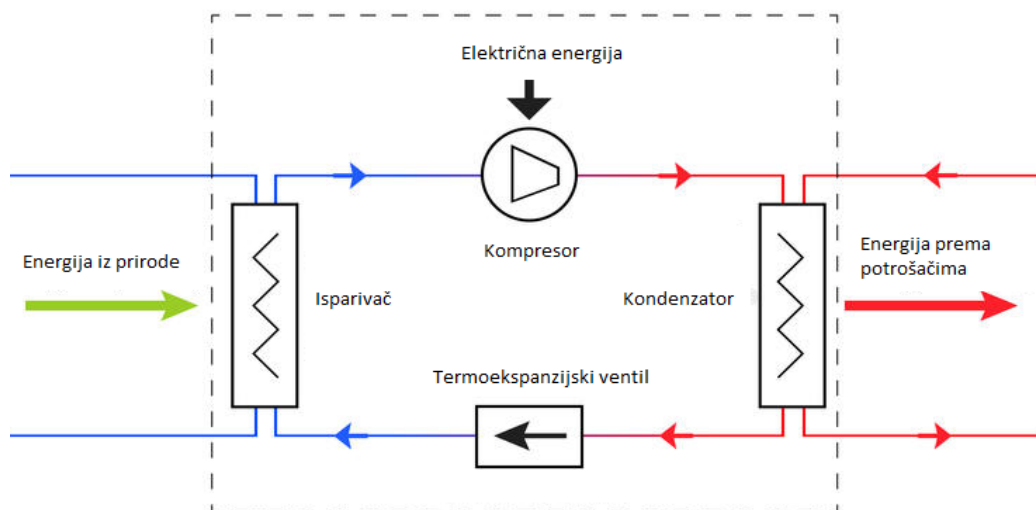 Električna energija
Kompresor
Energija iz prirode
Isparivač
Kondenzator
Energija prema
potrošačima
Termoekspanzijski ventil